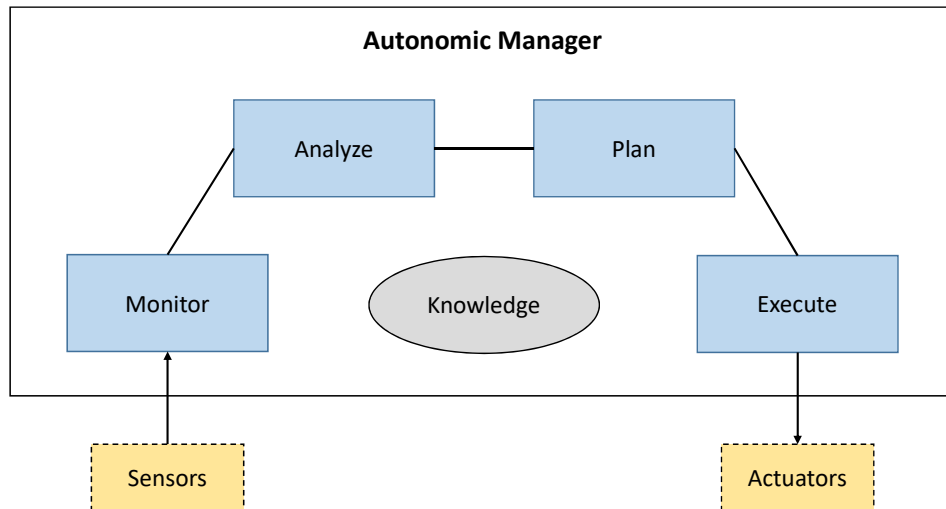 Autonomic Manager
Analyze
Plan
Monitor
Knowledge
Execute
Sensors
Actuators